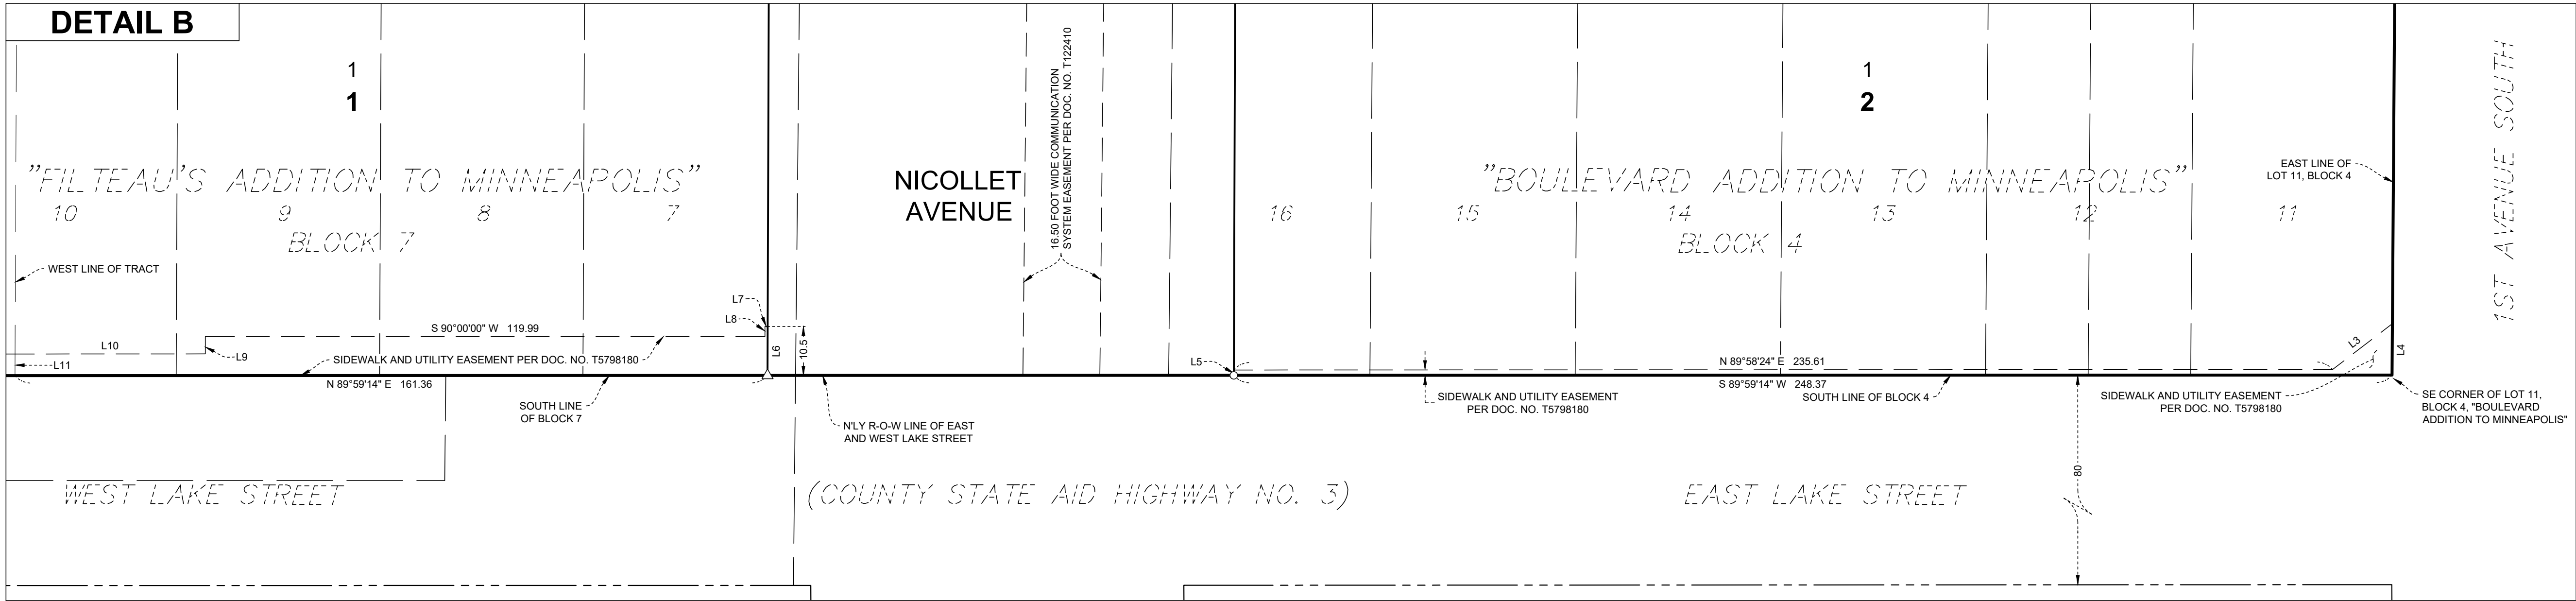 DETAIL B
1
1
"FILTEAU'S ADDITION TO MINNEAPOLIS"
10
9
8
7
BLOCK 7
WEST LINE OF TRACT
NICOLLET
AVENUE
16.50 FOOT WIDE COMMUNICATION
SYSTEM EASEMENT PER DOC. NO. T122410
1
2
"BOULEVARD ADDITION TO MINNEAPOLIS"
16
15
14
13
12
11
BLOCK 4
EAST LINE OF
LOT 11, BLOCK 4
1ST AVENUE SOUTH
L7
L8
S 90°00'00" W 119.99
L10
L9
L11
SIDEWALK AND UTILITY EASEMENT PER DOC. NO. T5798180
L6
10.5
L5
N 89°58'24" E 235.61
L3
L4
N 89°59'14" E 161.36
S 89°59'14" W 248.37
SOUTH LINE
OF BLOCK 7
N'LY R-O-W LINE OF EAST
AND WEST LAKE STREET
SIDEWALK AND UTILITY EASEMENT
PER DOC. NO. T5798180
SOUTH LINE OF BLOCK 4
SIDEWALK AND UTILITY EASEMENT
PER DOC. NO. T5798180
SE CORNER OF LOT 11,
BLOCK 4, "BOULEVARD
ADDITION TO MINNEAPOLIS"
80
WEST LAKE STREET
(COUNTY STATE AID HIGHWAY NO. 3)
EAST LAKE STREET